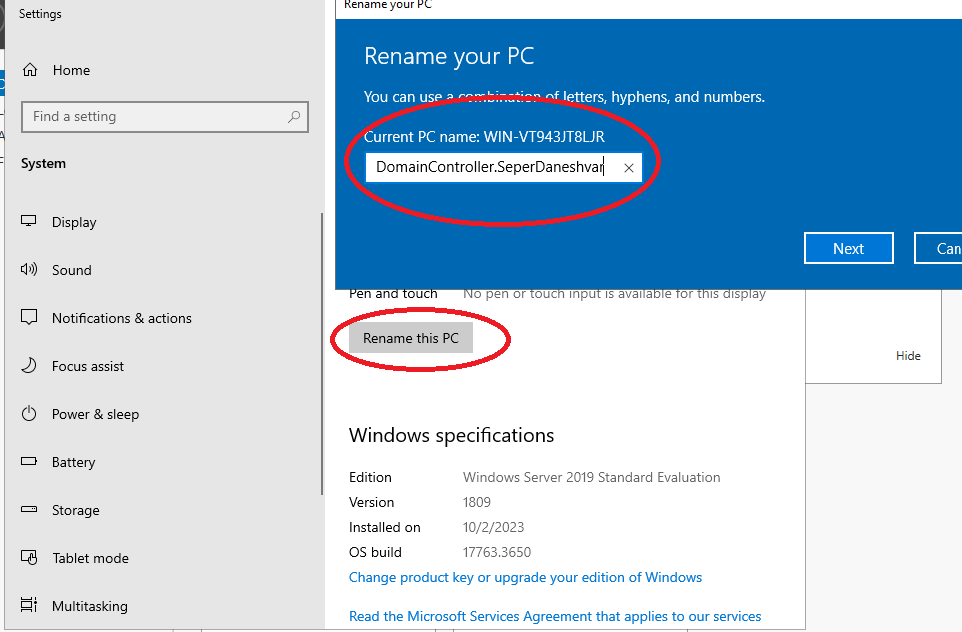 Settings
Home
Find a setting
System
Display
Sound
Notifications & actions
Focus assist
Power & sleep
Battery
Storage
Tablet mode
Multitasking
Rename your PC
Rename your PC
You can use a combination of letters, hyphens, and numbers.
Current PC name: WIN-VT943JT8LJR
DomainController.SeperDaneshvar
Next
Can
Pen and touch No pen or touch input is available for this display
Rename this PC
Hide
Windows specifications
Edition Windows Server 2019 Standard Evaluation
Version 1809
Installed on 10/2/2023
OS build 17763.3650
Change product key or upgrade your edition of Windows
Read the Microsoft Services Agreement that applies to our services